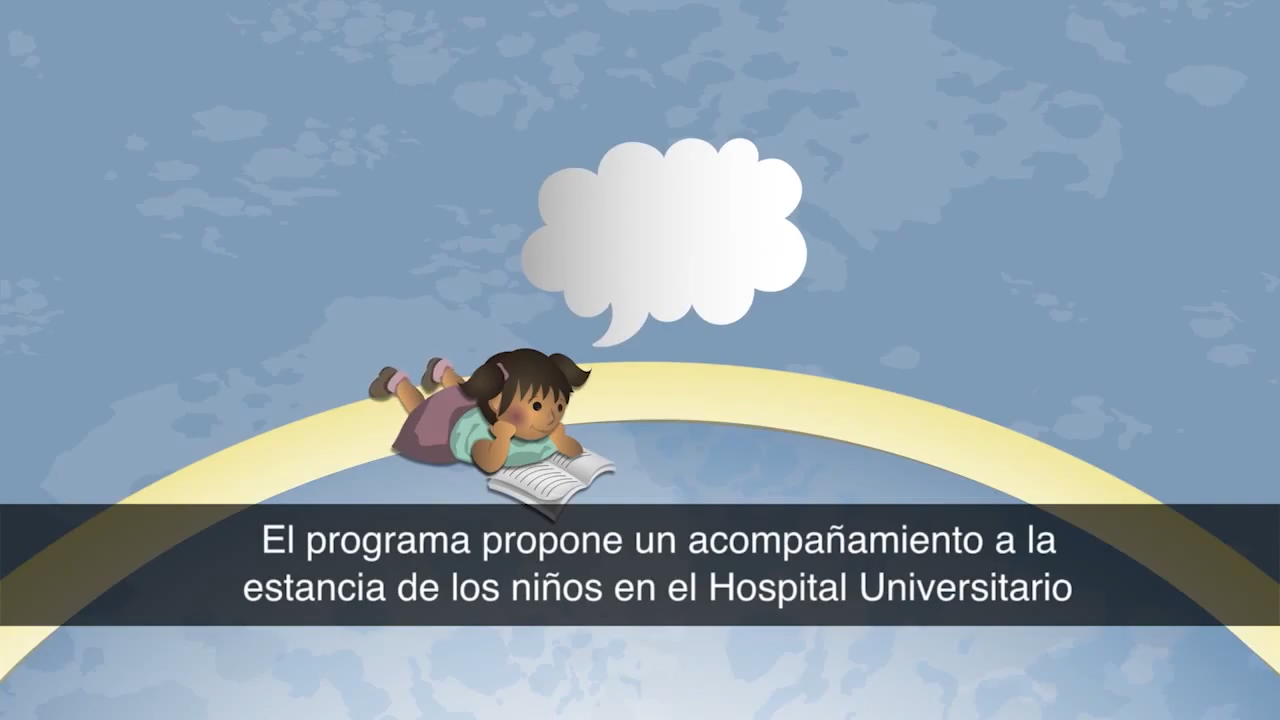 El programa propone un acompañamiento a la
estancia de los niños en el Hospital Universitario